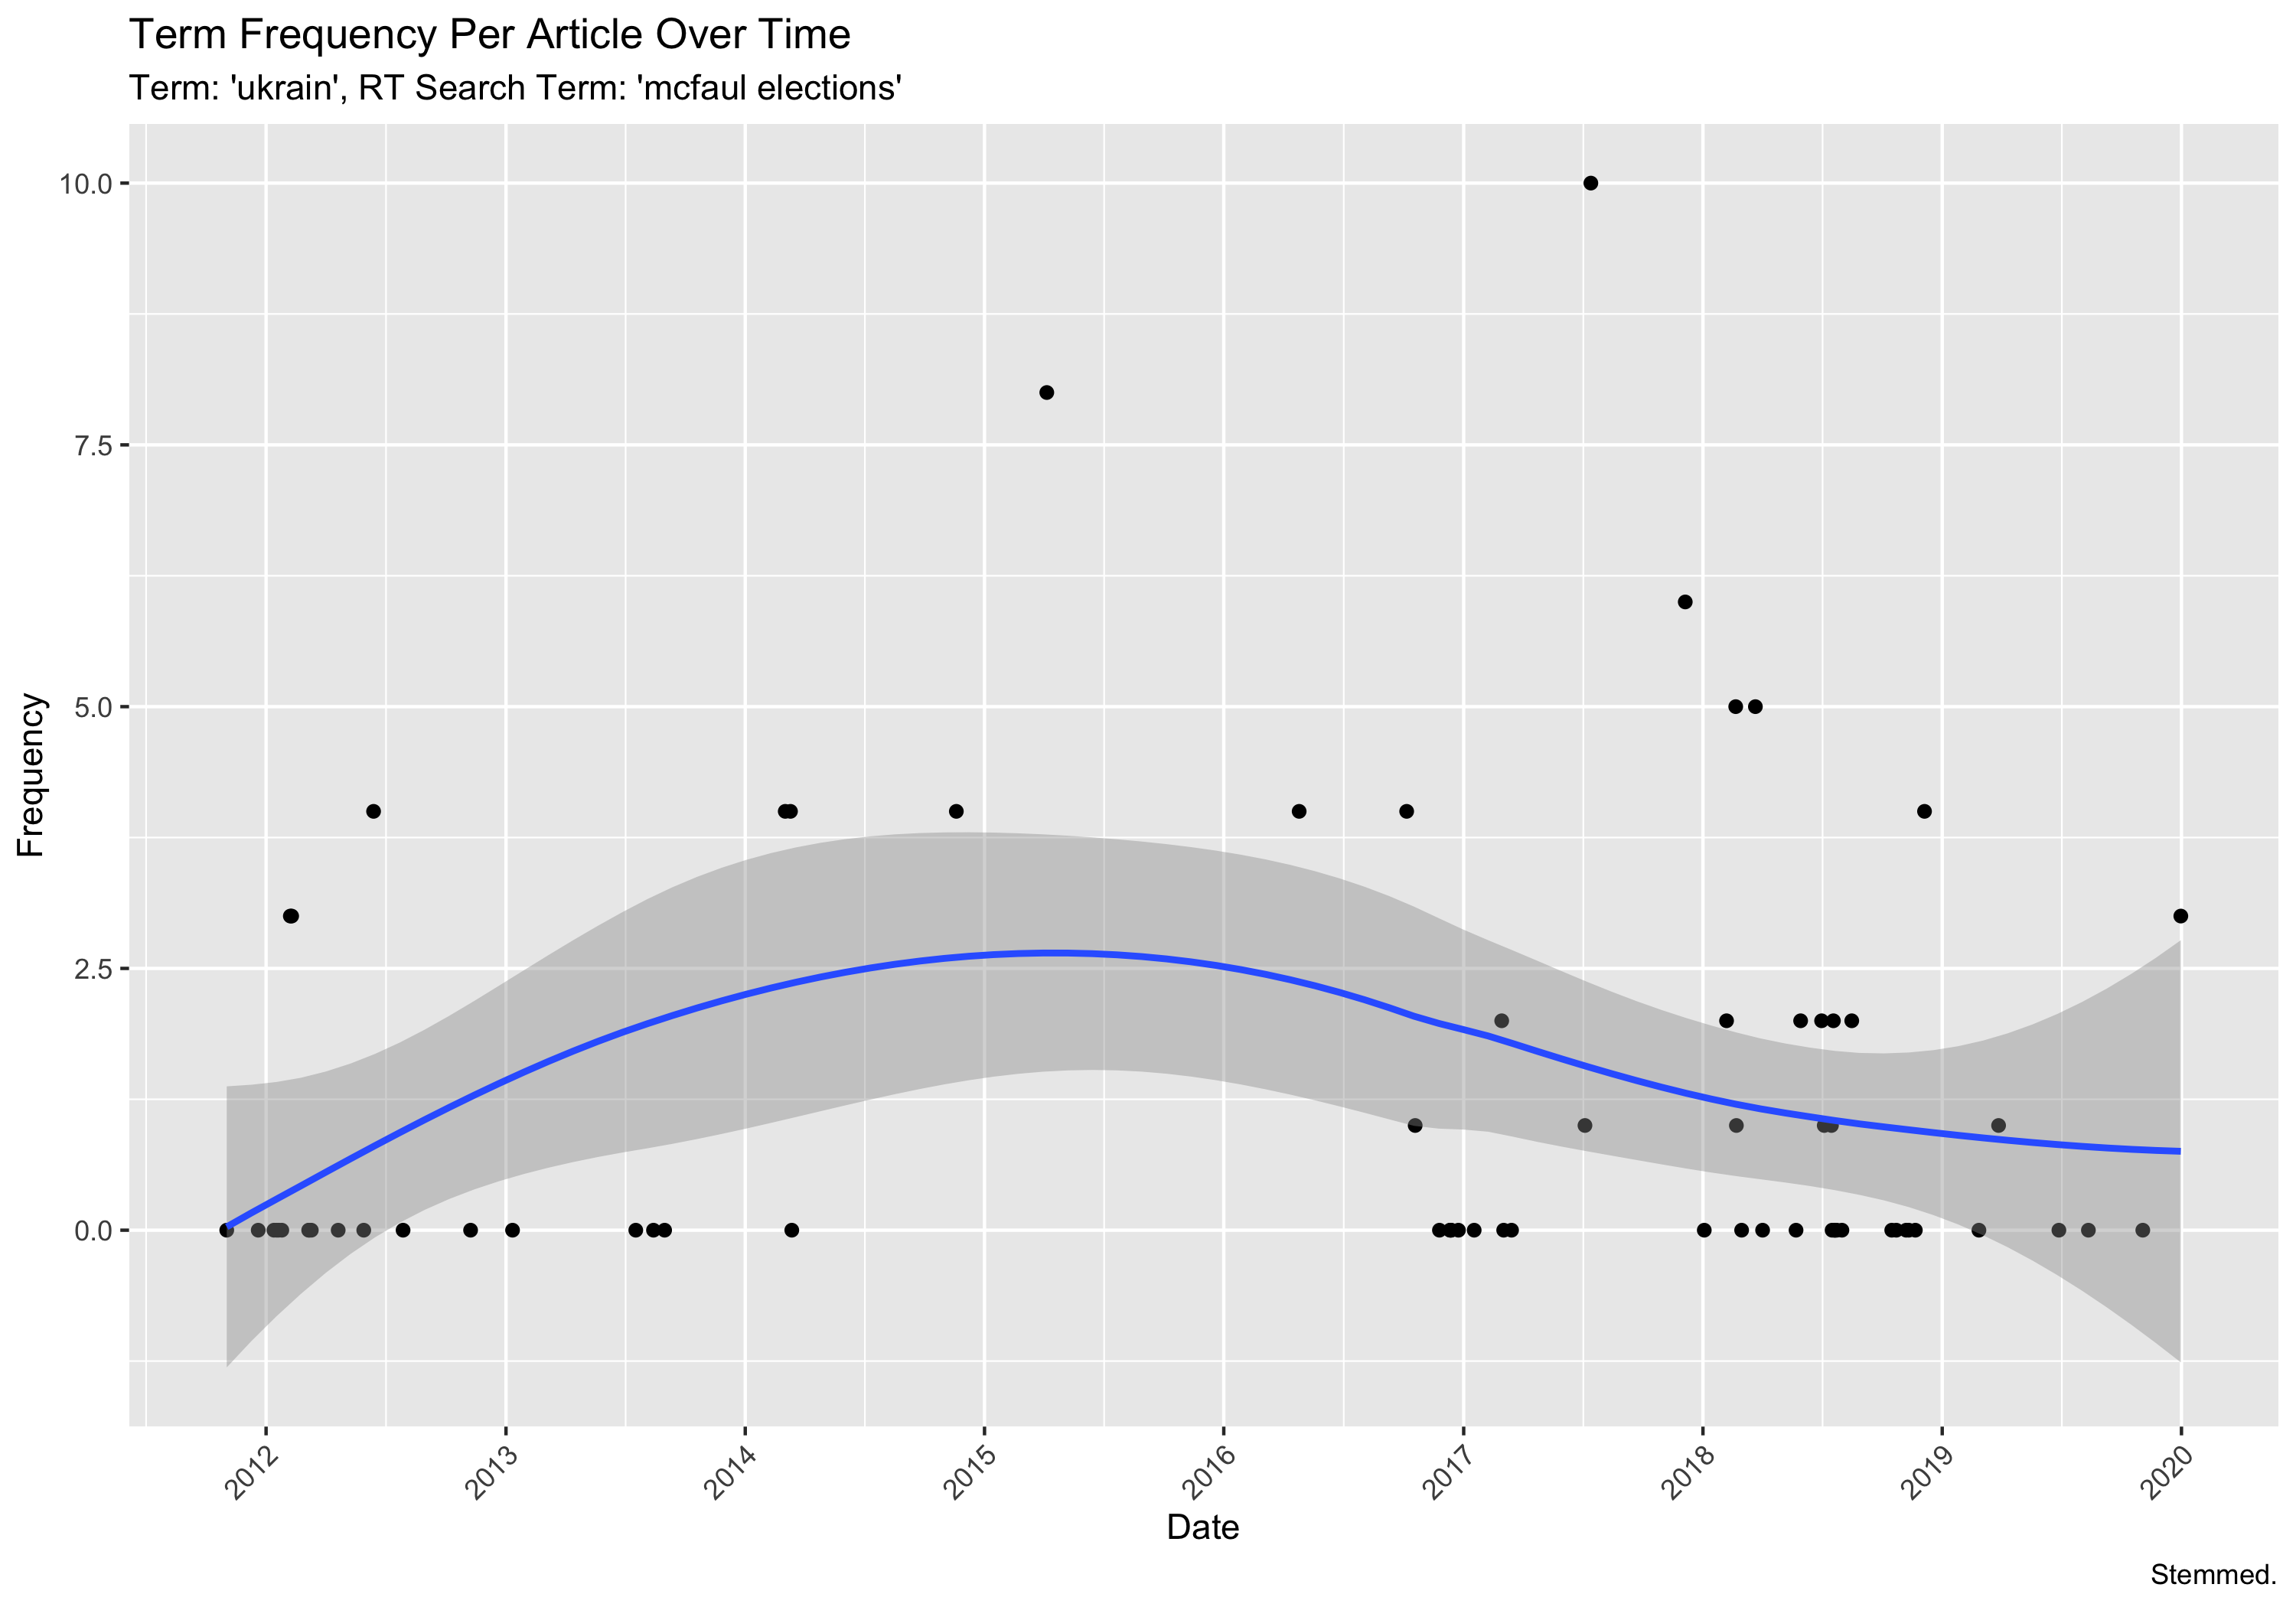 Term Frequency Per Article Over Time
Term: 'ukrain', RT Search Term: 'mcfaul elections'
10.0
7.5
5.0
2.5
0.0
Frequency
2012
2013
2014
2015
2016
2017
2018
2019
2020
Date
Stemmed.